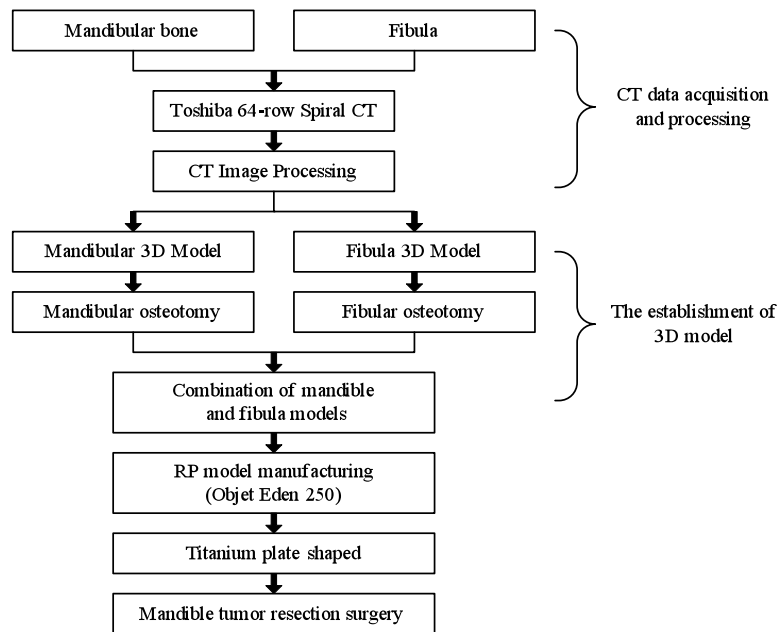 Mandibular bone
Fibula
Toshiba 64-row Spiral CT
CT Image Processing
CT data acquisition
and processing
Mandibular 3D Model
Fibula 3D Model
Mandibular osteotomy
Fibular osteotomy
The establishment of
3D model
Combination of mandible
and fibula models
RP model manufacturing
(Objet Eden 250)
Titanium plate shaped
Mandible tumor resection surgery